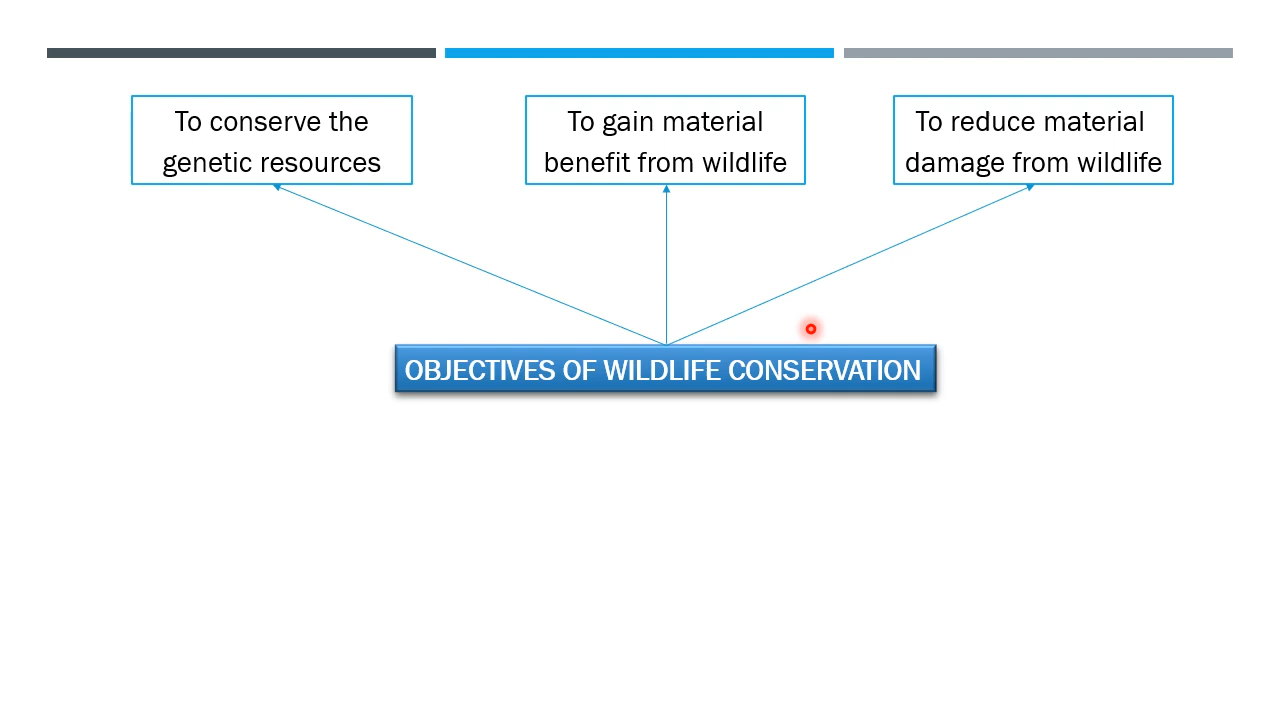 To conserve the
genetic resources
To gain material
benefit from wildlife
To reduce material
damage from wildlife
OBJECTIVES OF WILDLIFE CONSERVATION